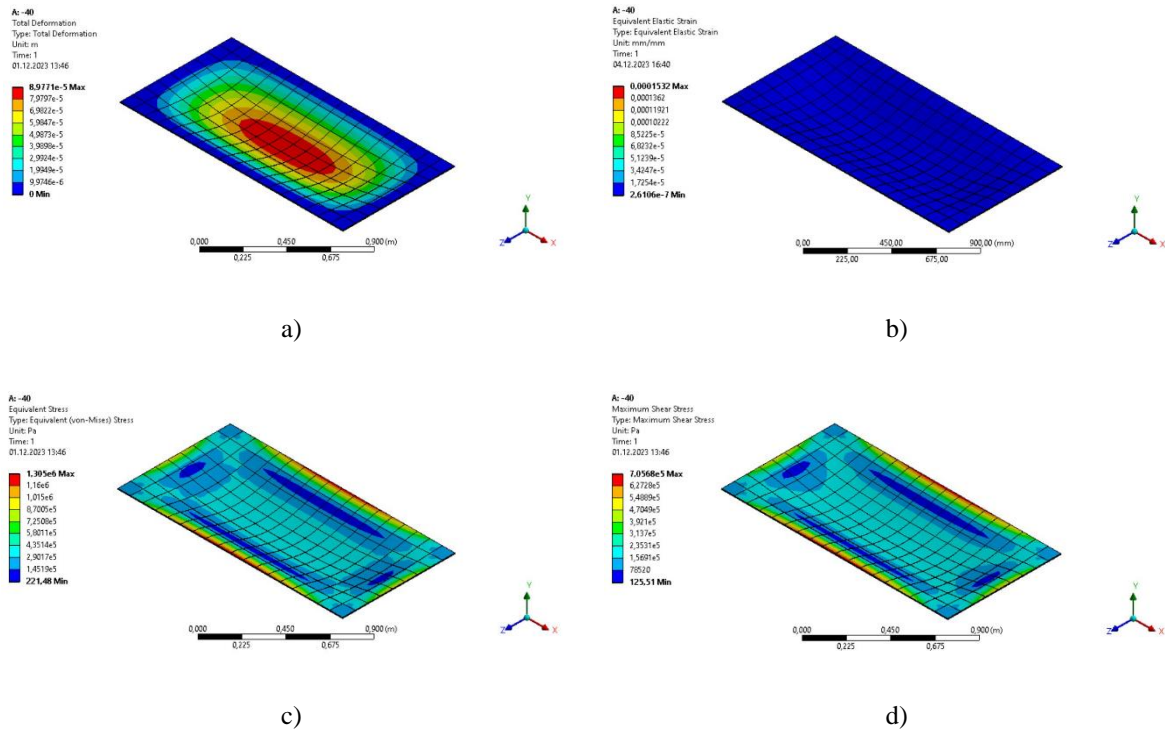 A: -40
Total Deformation
Type: Total Deformation
Unit: m
Time: 1
01.12.2023 13:46
8,9771e-5 Max
7,9797e-5
6,9822e-5
5,9847e-5
4,9873e-5
3,9898e-5
2,9924e-5
1,9949e-5
9,9746e-6
0 Min
Y
Z X
0,000 0,450 0,900 (m)
0,225 0,675
a)
A: -40
Equivalent Elastic Strain
Type: Equivalent Elastic Strain
Unit: mm/mm
Time: 1
04.12.2023 16:40
0,0001532 Max
0,0001362
0,00011921
0,00010222
8,5225e-5
6,8232e-5
5,1239e-5
3,4247e-5
1,7254e-5
2,6106e-7 Min
Y
Z X
0,00 450,00 900,00 (mm)
225,00 675,00
b)
A: -40
Equivalent Stress
Type: Equivalent (von-Mises) Stress
Unit: Pa
Time: 1
01.12.2023 13:46
1,305e6 Max
1,16e6
1,015e6
8,7005e5
7,2508e5
5,8011e5
4,3514e5
2,9017e5
1,4519e5
221,48 Min
Y
Z X
0,000 0,450 0,900 (m)
0,225 0,675
c)
A: -40
Maximum Shear Stress
Type: Maximum Shear Stress
Unit: Pa
Time: 1
01.12.2023 13:46
7,0568e5 Max
6,2728e5
5,4889e5
4,7049e5
3,921e5
3,137e5
2,3531e5
1,5691e5
78520
125,51 Min
Y
Z X
0,000 0,450 0,900 (m)
0,225 0,675
d)